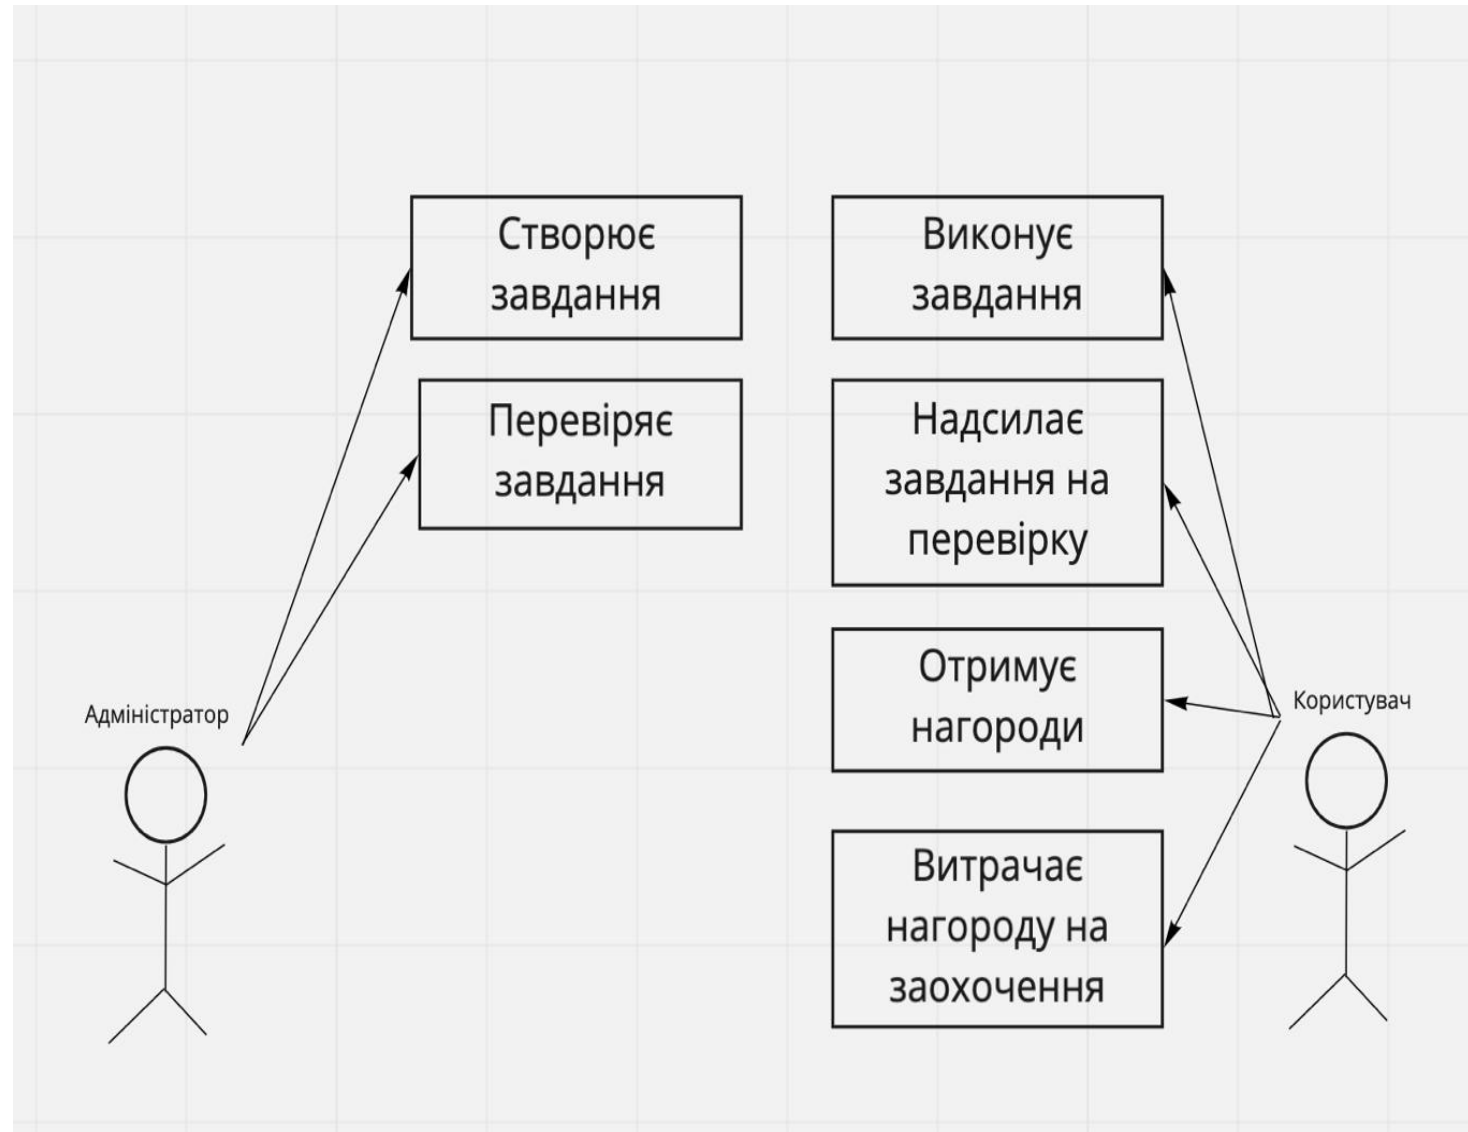 Створює
завдання
Перевіряє
завдання
Виконує
завдання
Надсилає
завдання на
перевірку
Отримує
нагороди
Витрачає
нагороду на
заохочення
Адміністратор
Користувач